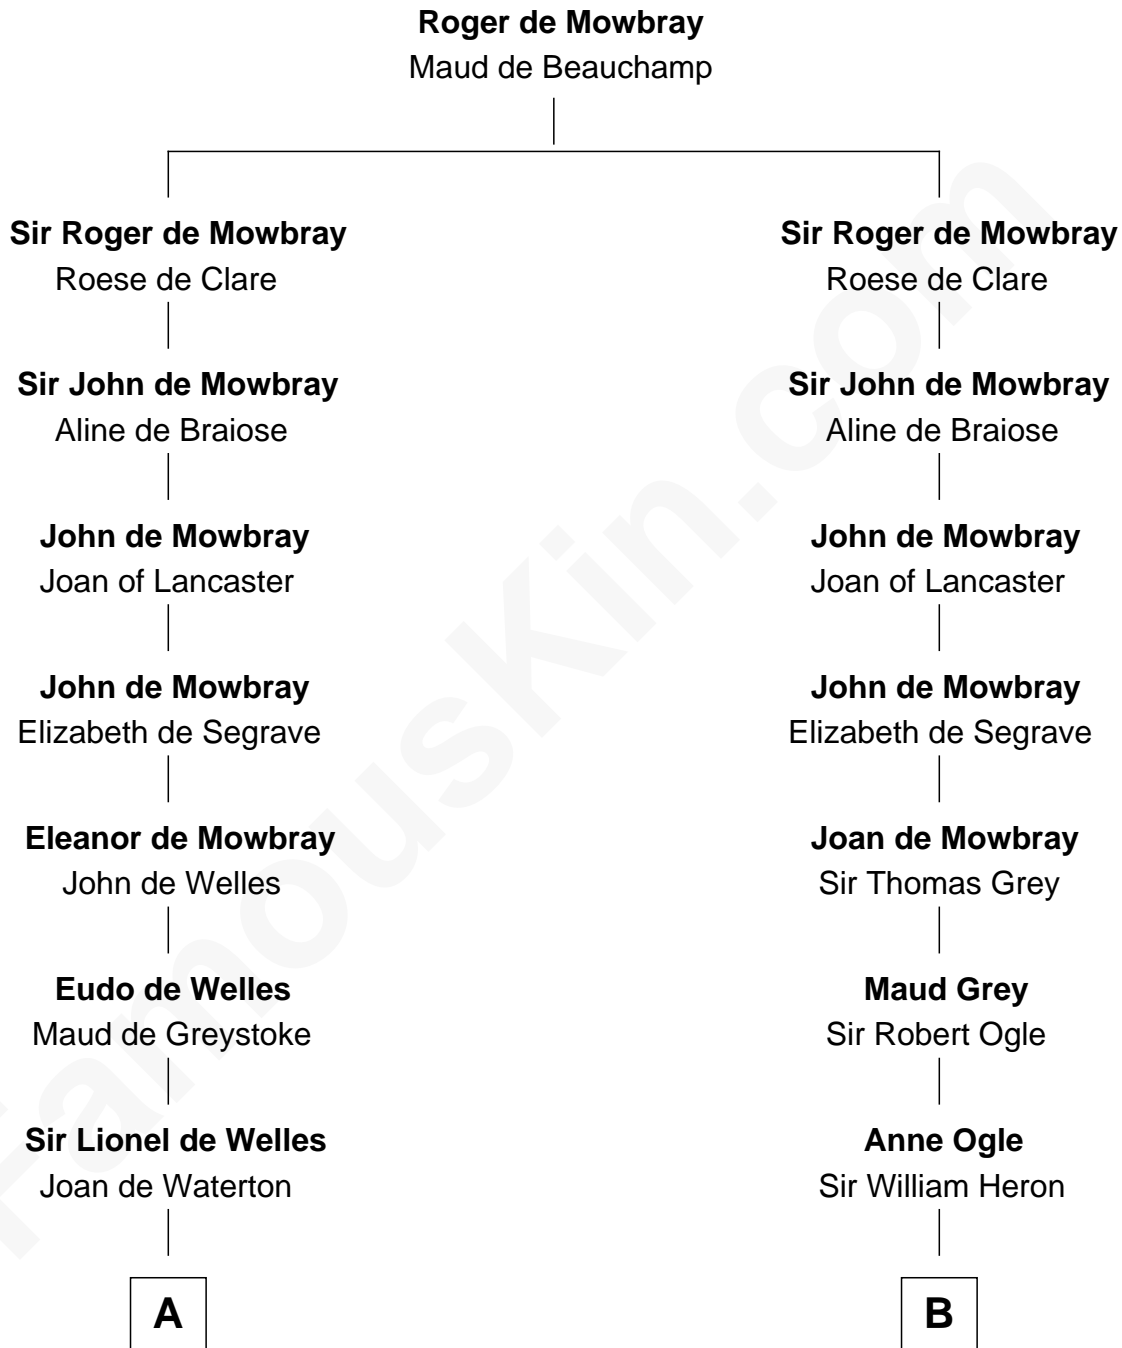 Roger de Mowbray
Maud de Beauchamp
Sir Roger de Mowbray
Roese de Clare
Sir John de Mowbray
Aline de Braiose
John de Mowbray
Joan of Lancaster
John de Mowbray
Elizabeth de Segrave
Eleanor de Mowbray
John de Welles
Eudo de Welles
Maud de Greystoke
Sir Lionel de Welles
Joan de Waterton
A
Sir Roger de Mowbray
Roese de Clare
Sir John de Mowbray
Aline de Braiose
John de Mowbray
Joan of Lancaster
John de Mowbray
Elizabeth de Segrave
Joan de Mowbray
Sir Thomas Grey
Maud Grey
Sir Robert Ogle
Anne Ogle
Sir William Heron
B
FamousKin.com